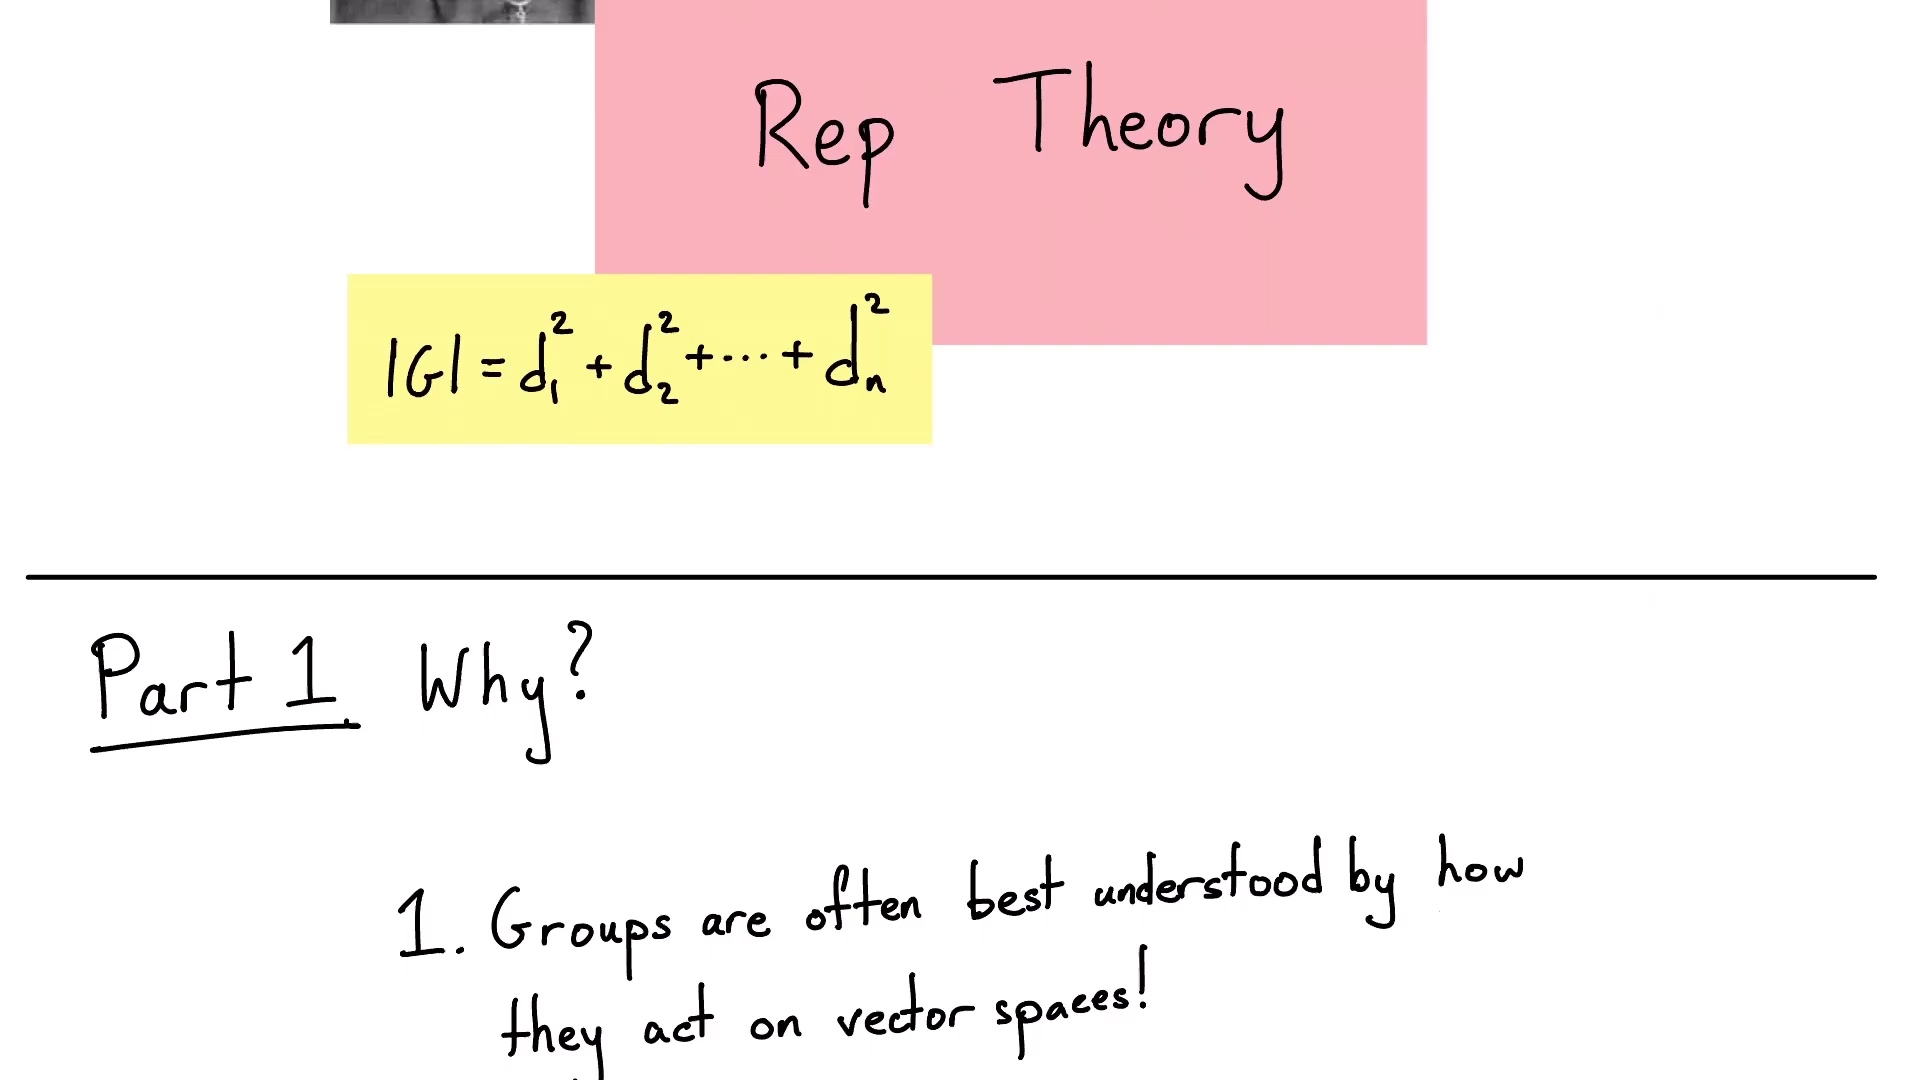 Rep Theory
|G| = d₁² + d₂² + ··· + dₙ²
Part 1. Why?
1. Groups are often best understood by how
they act on vector spaces!